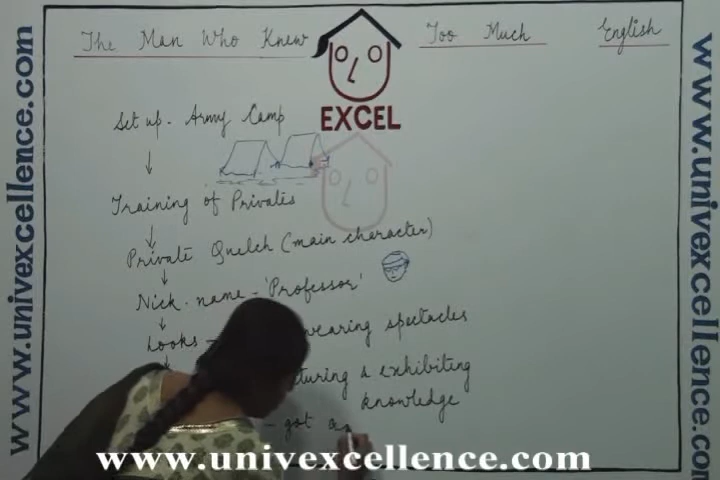 The Man Who Knew Too Much English
EXCEL
Set up - Army Camp
Training of Privates
Private Quelch (main character)
Nick-name - 'Professor'
Looks - wearing spectacles
exhibiting
knowledge
- got
www.univexcellence.com
www.univexcellence.com
www.univexcellence.com